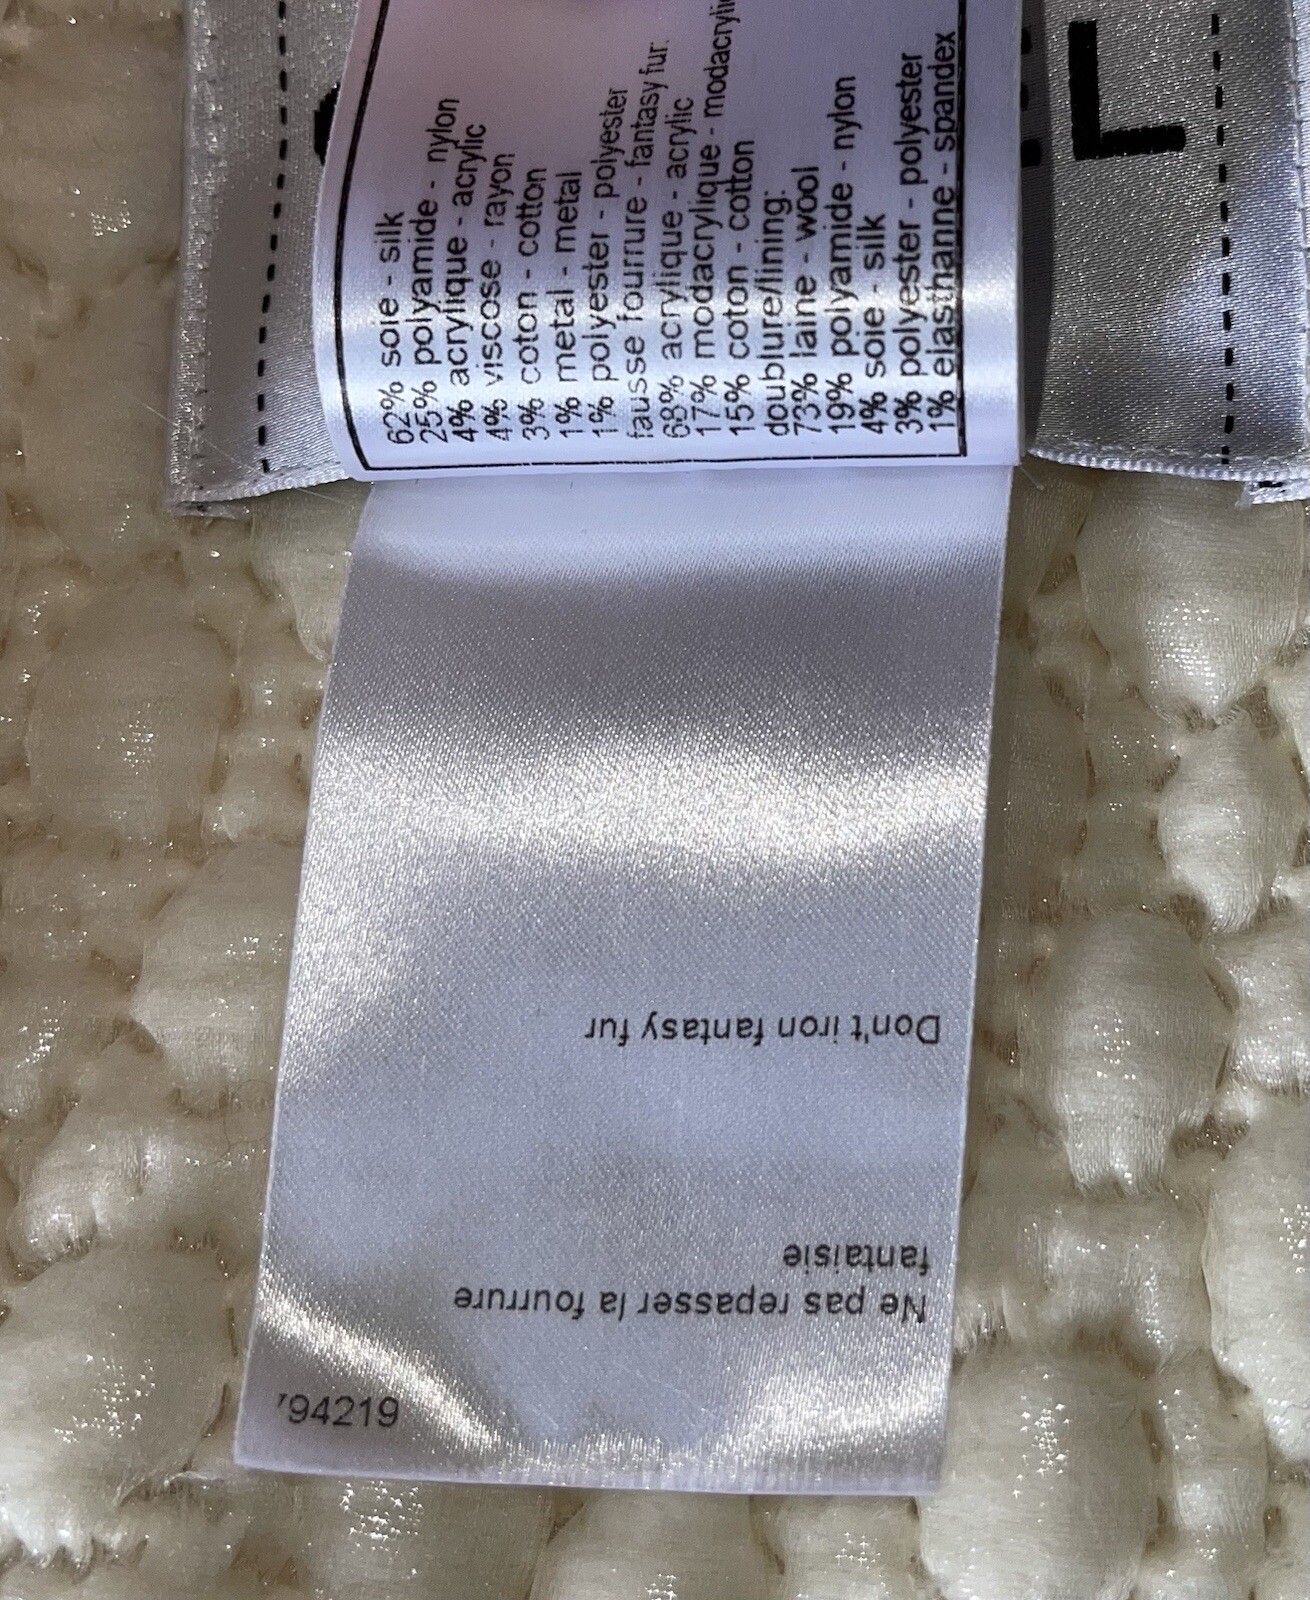 62% soie - silk
25% polyamide - nylon
4% acrylique - acrylic
4% viscose - rayon
3% coton - cotton
1% metal - metal
1% polyester - polyester
fausse fourrure - fantasy fur:
68% acrylique - acrylic
17% modacrylique - modacrylic
15% coton - cotton
doublure/lining:
73% laine - wool
19% polyamide - nylon
4% soie - silk
3% polyester - polyester
1% elasthanne - spandex
L
Ne pas repasser la fourrure
fantaisie
Don't iron fantasy fur
94219